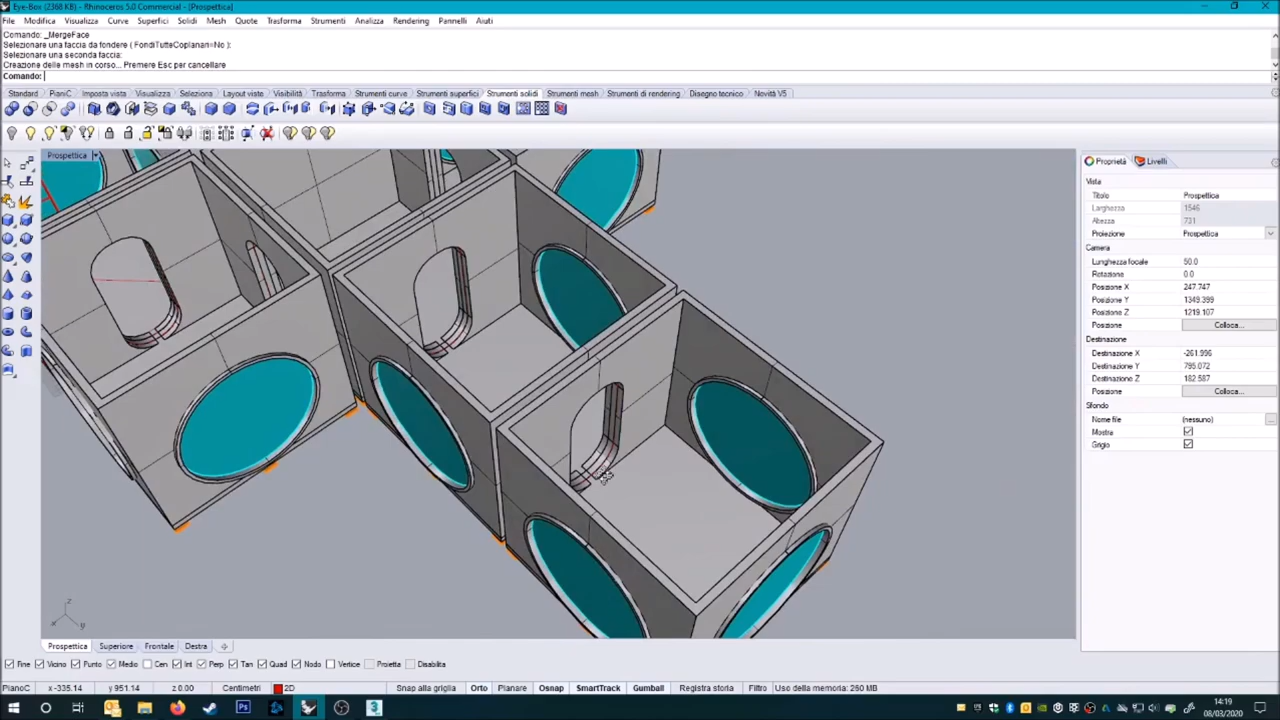 Eye-Box (2368 KB) - Rhinoceros 5.0 Commercial - [Prospettica]
File Modifica Visualizza Curve Superfici Solidi Mesh Quote Trasforma Strumenti Analizza Rendering Pannelli Aiuti
Comando: _MergeFace
Selezionare una faccia da fondere ( FondiTutteCoplanari=No ):
Selezionare una seconda faccia:
Creazione delle mesh in corso... Premere Esc per cancellare
Comando:
Standard PianiC Imposta vista Visualizza Seleziona Layout vista Visibilità Trasforma Strumenti curve Strumenti superfici Strumenti solidi Strumenti mesh Strumenti di rendering Disegno tecnico Novità V5
Prospettica
Proprietà Livelli
Vista
Titolo Prospettica
Larghezza 1546
Altezza 731
Proiezione Prospettica
Camera
Lunghezza focale 50.0
Rotazione 0.0
Posizione X 247.747
Posizione Y 1349.399
Posizione Z 1219.107
Posizione Colloca...
Destinazione
Destinazione X -261.996
Destinazione Y 795.072
Destinazione Z 182.587
Posizione Colloca...
Sfondo
Nome file (nessuno) ...
Mostra
Grigio
z
x y
Prospettica Superiore Frontale Destra
Fine Vicino Punto Medio Cen Int Perp Tan Quad Nodo Vertice Proietta Disabilita
PianoC x -335.14 y 951.14 z 0.00 Centimetri 2D Snap alla griglia Orto Planare Osnap SmartTrack Gumball Registra storia Filtro Uso della memoria: 250 MB
14:19
08/03/2020